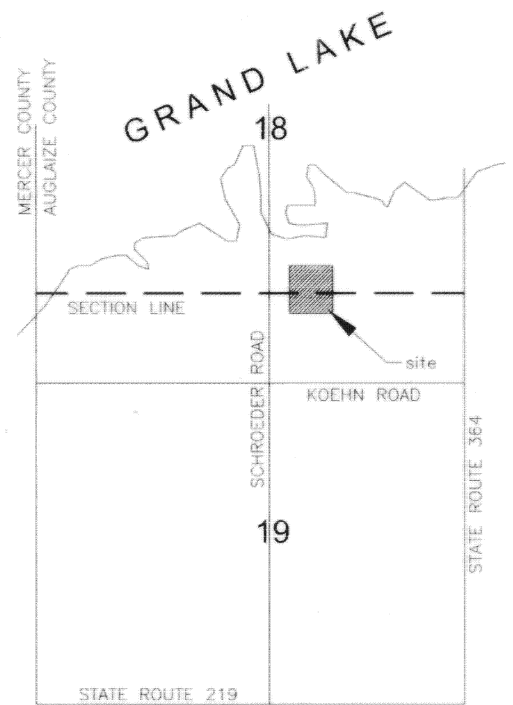 GRAND LAKE
MERCER COUNTY
AUGLAIZE COUNTY
18
SECTION LINE
site
SCHROEDER ROAD
KOEHN ROAD
STATE ROUTE 364
19
STATE ROUTE 219